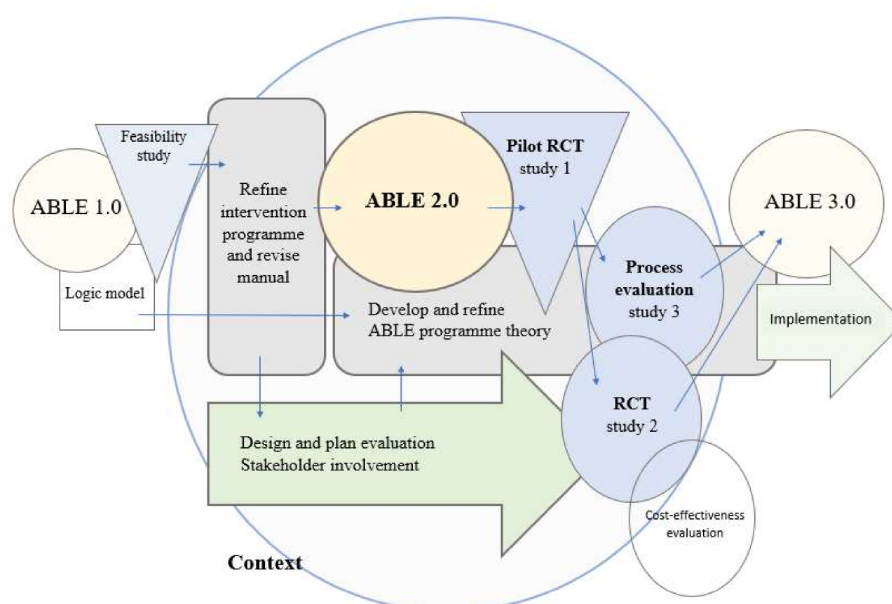 Feasibility
study
ABLE 1.0
Logic model
Refine
intervention
programme
and revise
manual
ABLE 2.0
Pilot RCT
study 1
ABLE 3.0
Process
evaluation
study 3
Develop and refine
ABLE programme theory
Implementation
RCT
study 2
Design and plan evaluation
Stakeholder involvement
Cost-effectiveness
evaluation
Context